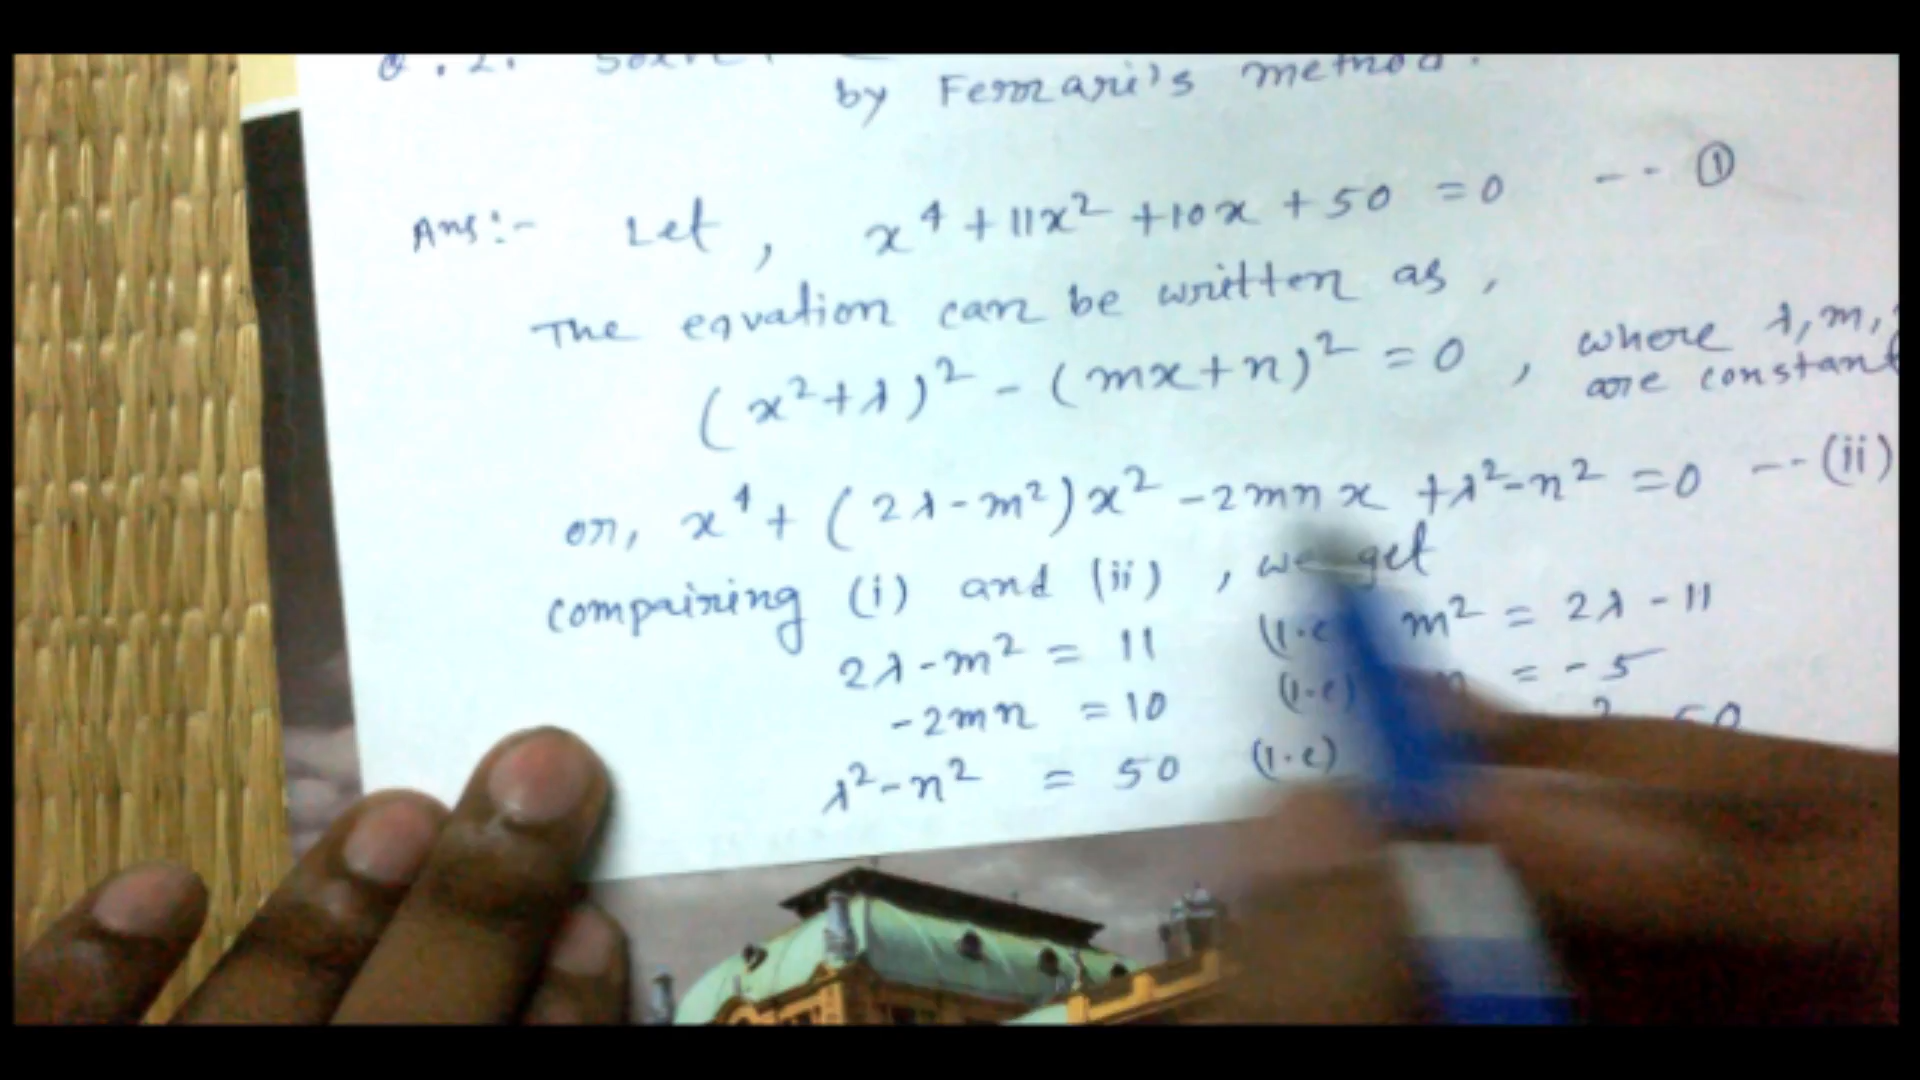 by Ferrari's method.
Ans:- Let, x⁴ + 11x² + 10x + 50 = 0 --- ①
The equation can be written as,
(x² + λ)² - (mx + n)² = 0, where λ, m,
are constant
or, x⁴ + (2λ - m²)x² - 2mnx + λ² - n² = 0 --- (ii)
compairing (i) and (ii), we get
2λ - m² = 11 (i.e) m² = 2λ - 11
-2mn = 10 (i.e) = -5
λ² - n² = 50 (i.e)